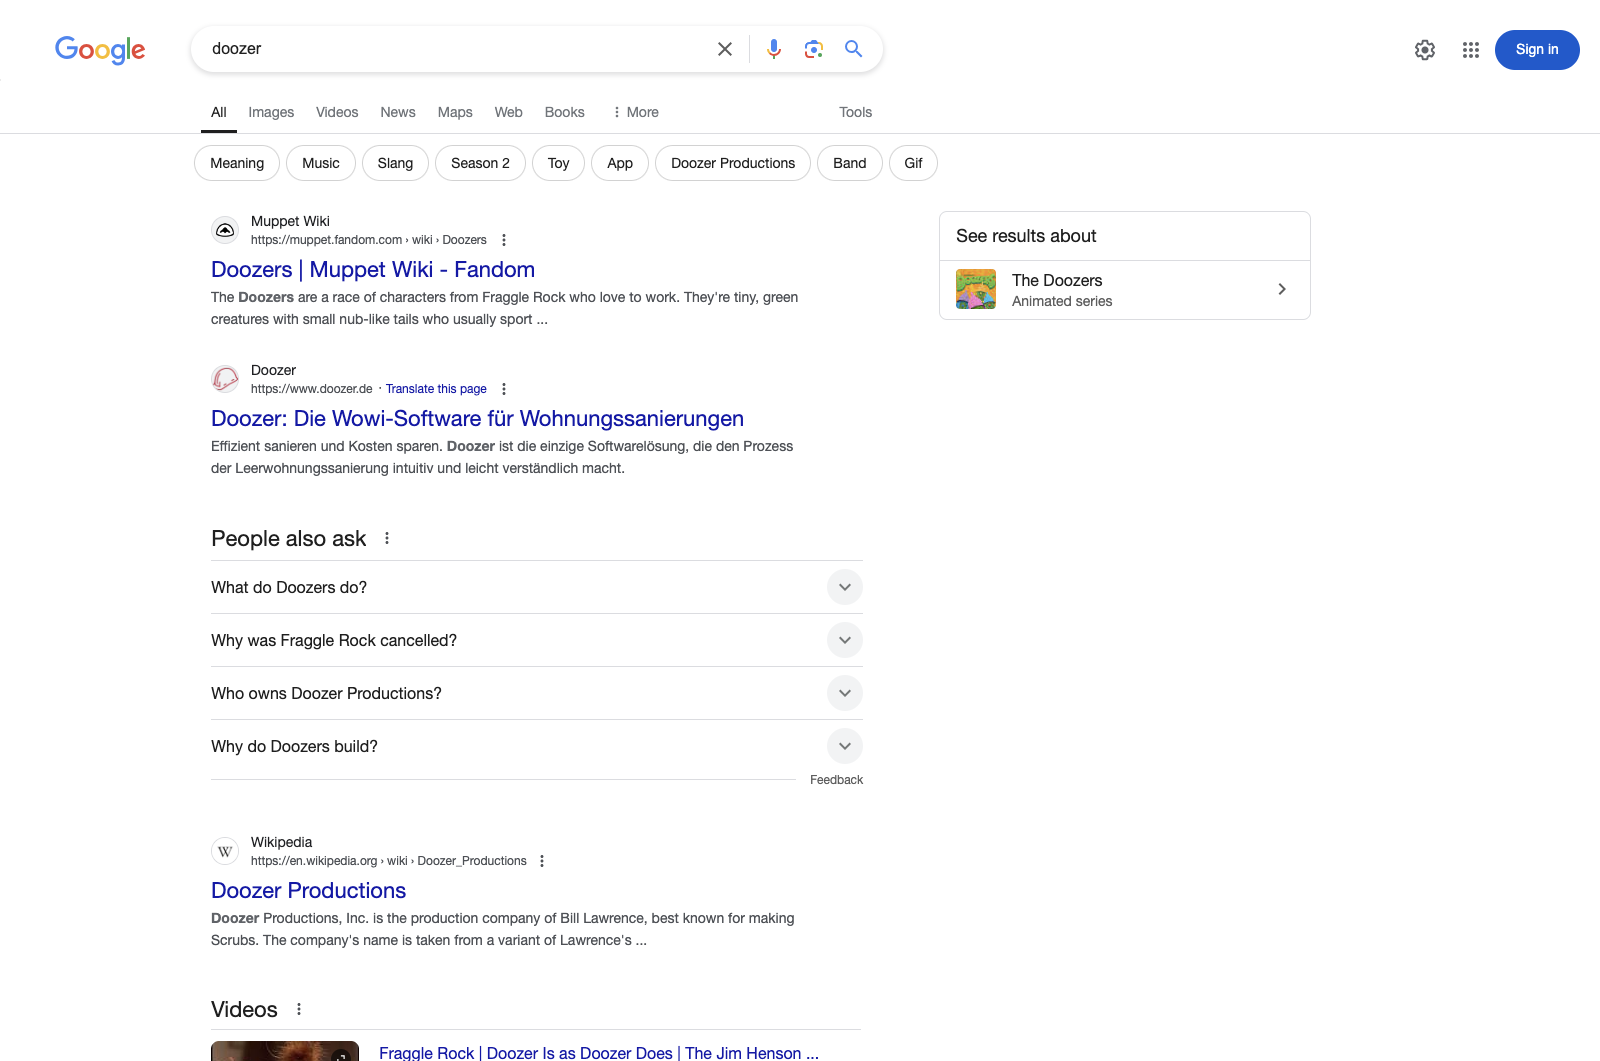 Google
doozer
Sign in
All Images Videos News Maps Web Books More Tools
Meaning Music Slang Season 2 Toy App Doozer Productions Band Gif
Muppet Wiki
https://muppet.fandom.com › wiki › Doozers
Doozers | Muppet Wiki - Fandom
The Doozers are a race of characters from Fraggle Rock who love to work. They're tiny, green
creatures with small nub-like tails who usually sport ...
See results about
The Doozers
Animated series
Doozer
https://www.doozer.de · Translate this page
Doozer: Die Wowi-Software für Wohnungssanierungen
Effizient sanieren und Kosten sparen. Doozer ist die einzige Softwarelösung, die den Prozess
der Leerwohnungssanierung intuitiv und leicht verständlich macht.
People also ask
What do Doozers do?
Why was Fraggle Rock cancelled?
Who owns Doozer Productions?
Why do Doozers build?
Feedback
W
Wikipedia
https://en.wikipedia.org › wiki › Doozer_Productions
Doozer Productions
Doozer Productions, Inc. is the production company of Bill Lawrence, best known for making
Scrubs. The company's name is taken from a variant of Lawrence's ...
Videos
Fraggle Rock | Doozer Is as Doozer Does | The Jim Henson ...